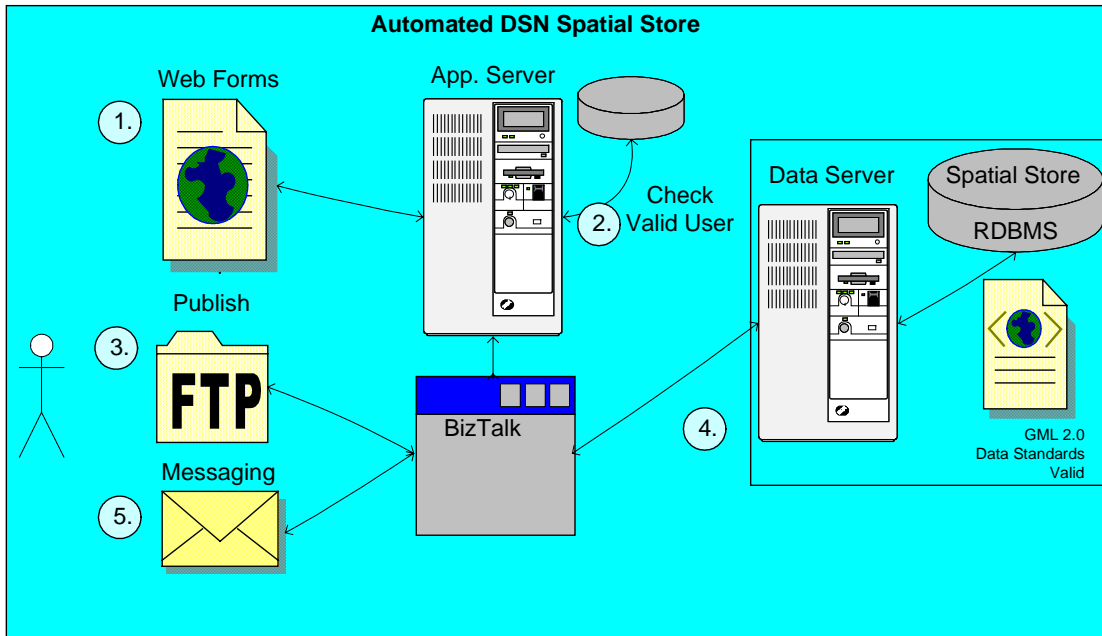 Automated DSN Spatial Store
Web Forms
App. Server
1.
Data Server
Spatial Store
RDBMS
2.
Check
Valid User
Publish
3.
FTP
BizTalk
4.
GML 2.0
Data Standards
Valid
Messaging
5.